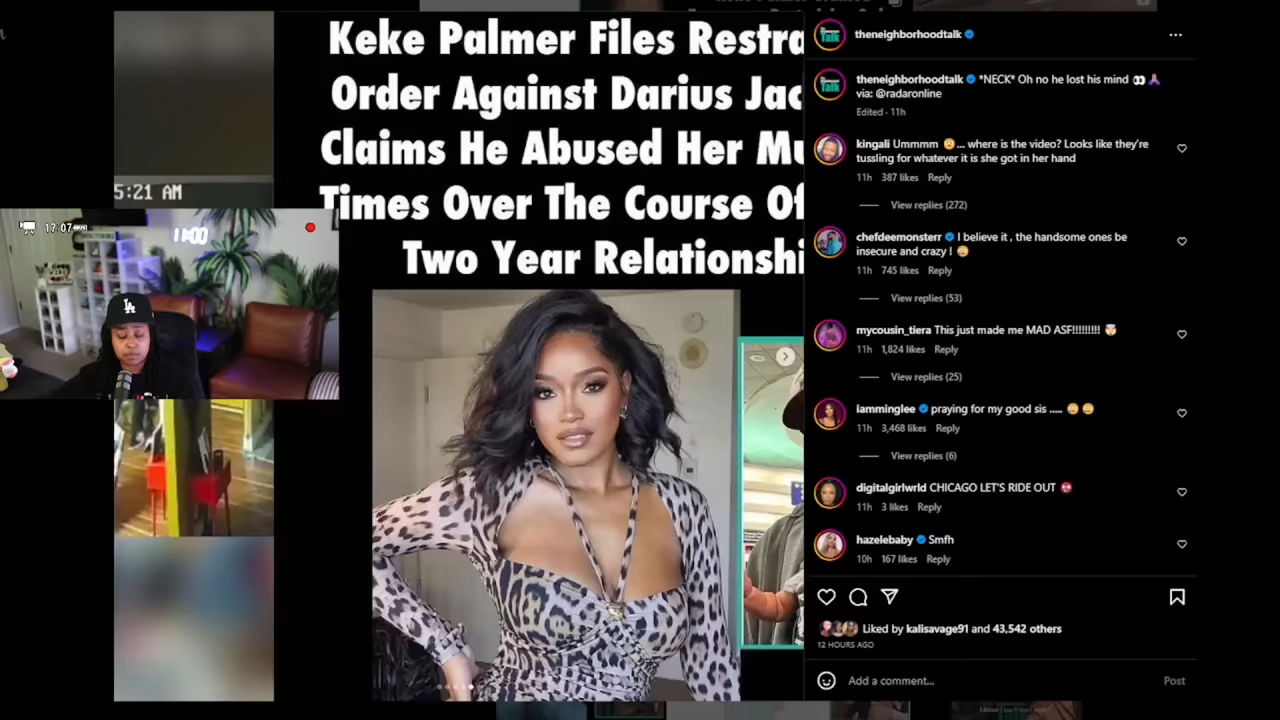 Keke Palmer Files Restra
Order Against Darius Jac
Claims He Abused Her Mu
Times Over The Course Of
Two Year Relationshi
5:21 AM
17:07
11:00
LA
Talk
theneighborhoodtalk
Talk
theneighborhoodtalk *NECK* Oh no he lost his mind 👀 🙏🏾
via: @radaronline
Edited · 11h
kingali Ummmm 😳... where is the video? Looks like they're
tussling for whatever it is she got in her hand
11h 387 likes Reply
View replies (272)
chefdeemonsterr I believe it , the handsome ones be
insecure and crazy ! 😩
11h 745 likes Reply
View replies (53)
mycousin_tiera This just made me MAD ASF!!!!!!!!! 🤯
11h 1,824 likes Reply
View replies (25)
iamminglee praying for my good sis ..... 😳 😳
11h 3,468 likes Reply
View replies (6)
digitalgirlwrld CHICAGO LET'S RIDE OUT 😡
11h 3 likes Reply
hazelebaby Smfh
10h 167 likes Reply
Liked by kalisavage91 and 43,542 others
12 HOURS AGO
Add a comment...
Post